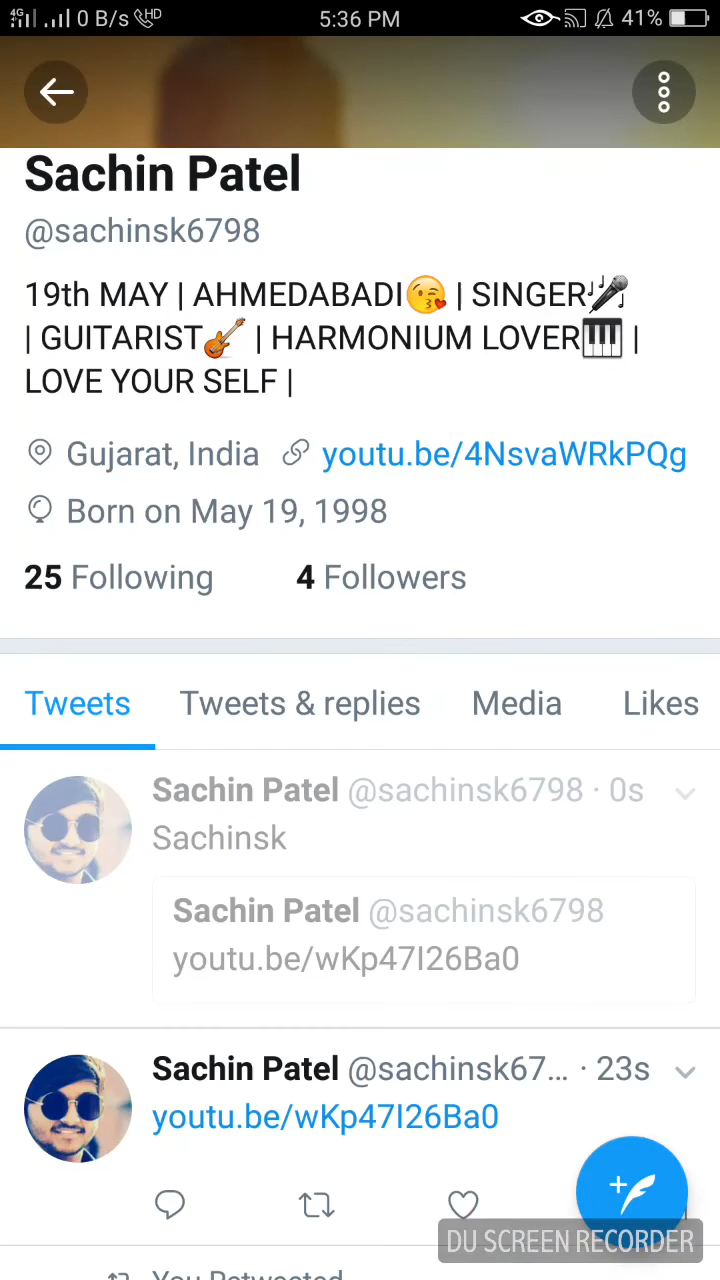 4G 0 B/s HD 5:36 PM 41%
Sachin Patel
@sachinsk6798
19th MAY | AHMEDABADI😘 | SINGER🎤
| GUITARIST🎸 | HARMONIUM LOVER🎹 |
LOVE YOUR SELF |
Gujarat, India youtu.be/4NsvaWRkPQg
Born on May 19, 1998
25 Following 4 Followers
Tweets Tweets & replies Media Likes
Sachin Patel @sachinsk6798 · 0s
Sachinsk
Sachin Patel @sachinsk6798
youtu.be/wKp47I26Ba0
Sachin Patel @sachinsk67... · 23s
youtu.be/wKp47I26Ba0
DU SCREEN RECORDER
You Retweeted